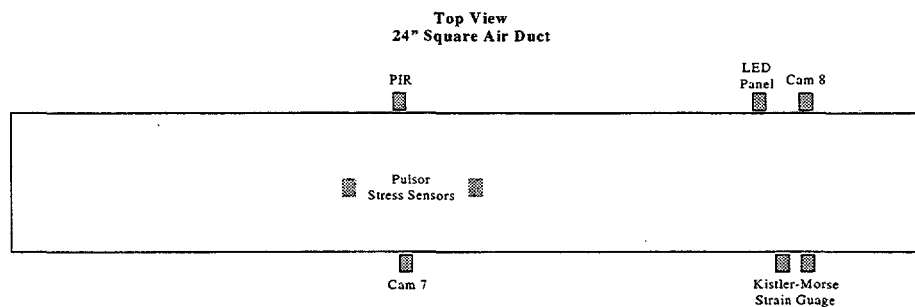 Top View
24" Square Air Duct
PIR
LED
Panel
Cam 8
Pulsor
Stress Sensors
Cam 7
Kistler-Morse
Strain Guage